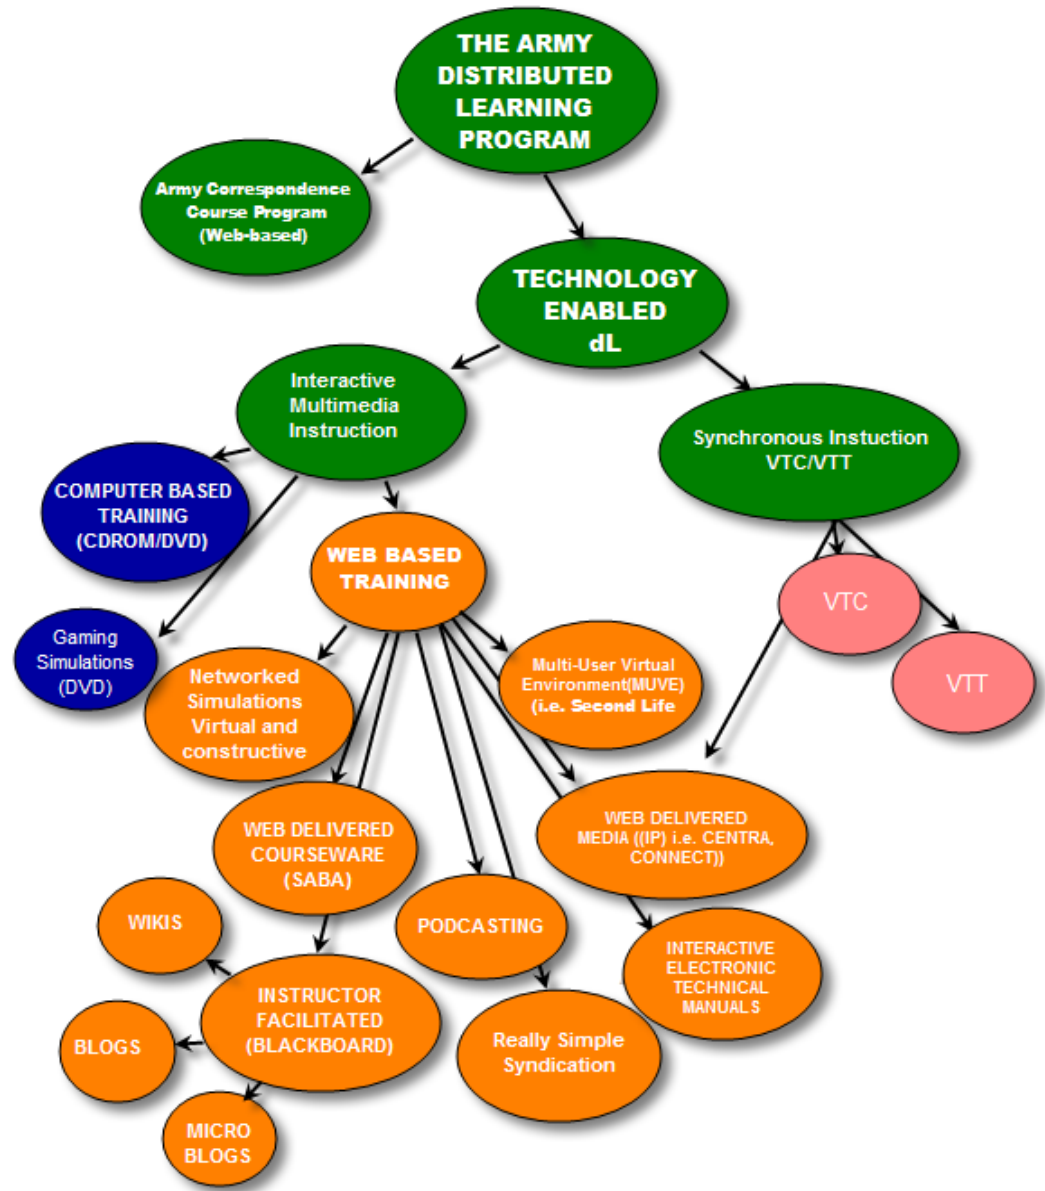 THE ARMY
DISTRIBUTED
LEARNING
PROGRAM
Army Correspondence
Course Program
(Web-based)
TECHNOLOGY
ENABLED
dL
Interactive
Multimedia
Instruction
Synchronous Instuction
VTC/VTT
COMPUTER BASED
TRAINING
(CDROM/DVD)
WEB BASED
TRAINING
VTC
Gaming
Simulations
(DVD)
Networked
Simulations
Virtual and
constructive
Multi-User Virtual
Environment(MUVE)
(i.e. Second Life
VTT
WEB DELIVERED
COURSEWARE
(SABA)
WEB DELIVERED
MEDIA ((IP) i.e. CENTRA,
CONNECT))
WIKIS
PODCASTING
INTERACTIVE
ELECTRONIC
TECHNICAL
MANUALS
INSTRUCTOR
FACILITATED
(BLACKBOARD)
BLOGS
Really Simple
Syndication
MICRO
BLOGS